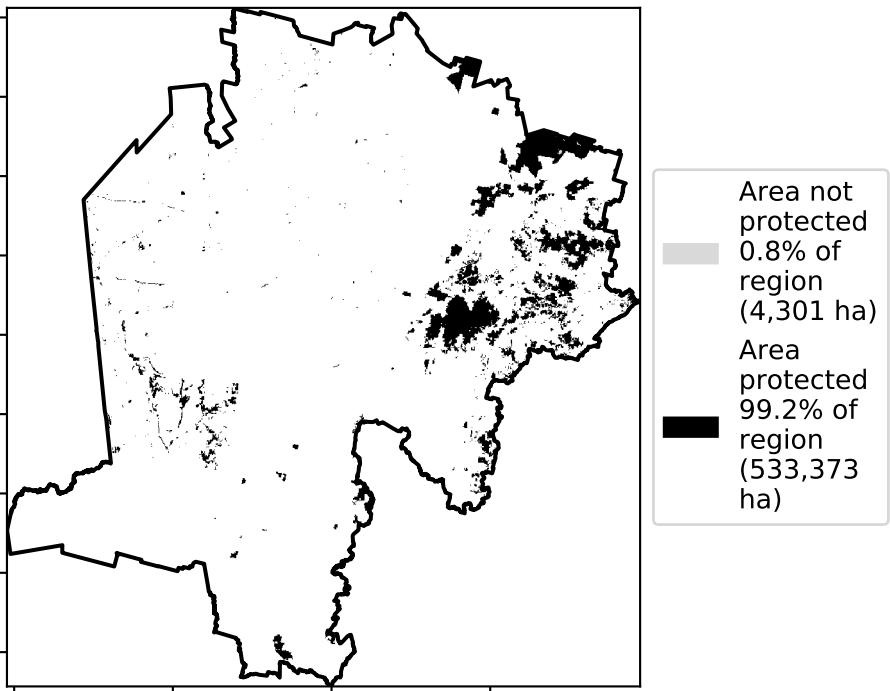 Area not
protected
0.8% of
region
(4,301 ha)
Area
protected
99.2% of
region
(533,373
ha)